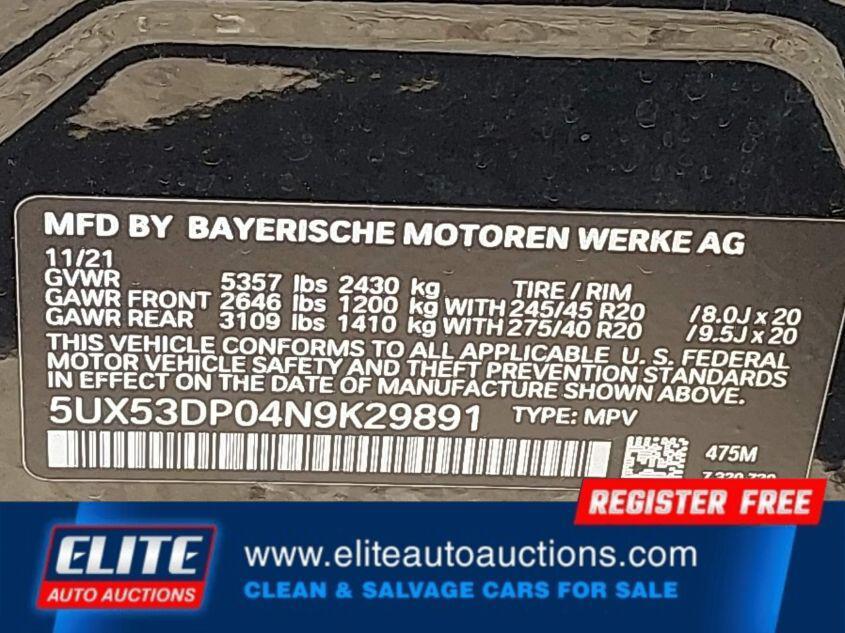 MFD BY BAYERISCHE MOTOREN WERKE AG
11/21
GVWR 5357 lbs 2430 kg TIRE / RIM
GAWR FRONT 2646 lbs 1200 kg WITH 245/45 R20 /8.0J x 20
GAWR REAR 3109 lbs 1410 kg WITH 275/40 R20 /9.5J x 20
THIS VEHICLE CONFORMS TO ALL APPLICABLE U. S. FEDERAL
MOTOR VEHICLE SAFETY AND THEFT PREVENTION STANDARDS
IN EFFECT ON THE DATE OF MANUFACTURE SHOWN ABOVE.
5UX53DP04N9K29891 TYPE: MPV
475M
REGISTER FREE
ELITE
AUTO AUCTIONS
www.eliteautoauctions.com
CLEAN & SALVAGE CARS FOR SALE